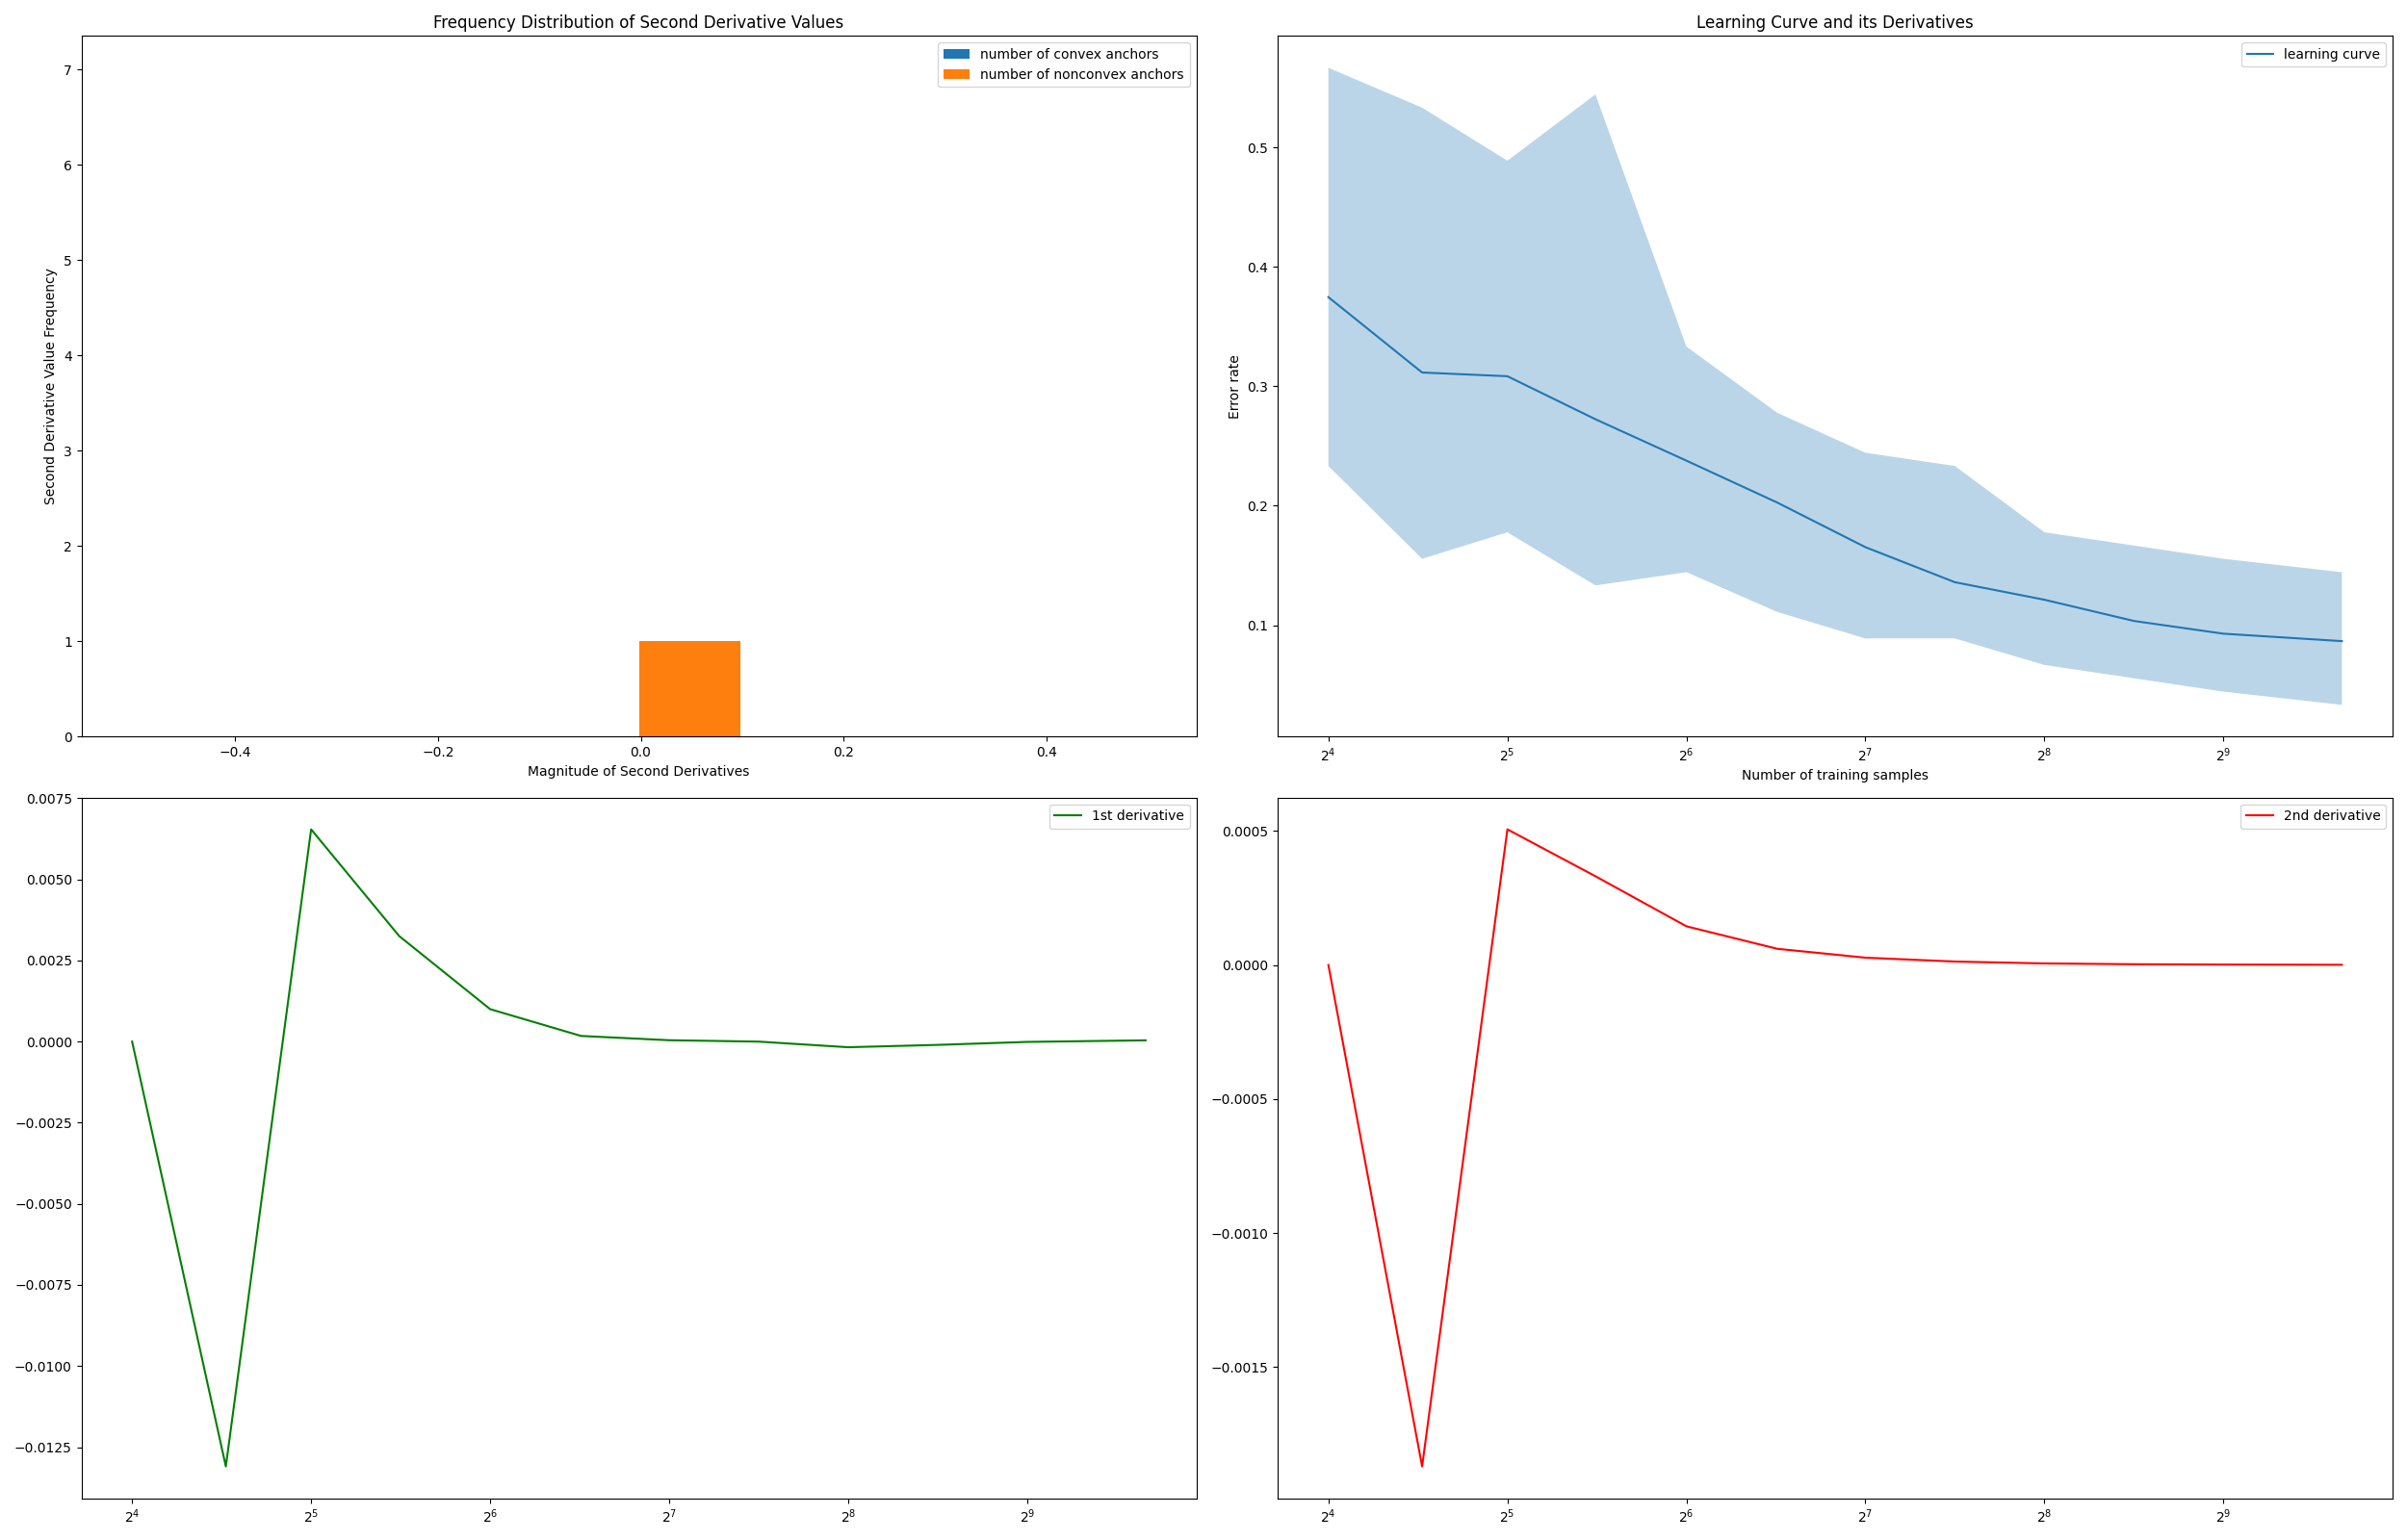 Frequency Distribution of Second Derivative Values
number of convex anchors
number of nonconvex anchors
7
6
5
4
3
2
1
0
Second Derivative Value Frequency
−0.4 −0.2 0.0 0.2 0.4
Magnitude of Second Derivatives
Learning Curve and its Derivatives
learning curve
0.5
0.4
0.3
0.2
0.1
Error rate
2⁴ 2⁵ 2⁶ 2⁷ 2⁸ 2⁹
Number of training samples
1st derivative
0.0075
0.0050
0.0025
0.0000
−0.0025
−0.0050
−0.0075
−0.0100
−0.0125
2⁴ 2⁵ 2⁶ 2⁷ 2⁸ 2⁹
2nd derivative
0.0005
0.0000
−0.0005
−0.0010
−0.0015
2⁴ 2⁵ 2⁶ 2⁷ 2⁸ 2⁹